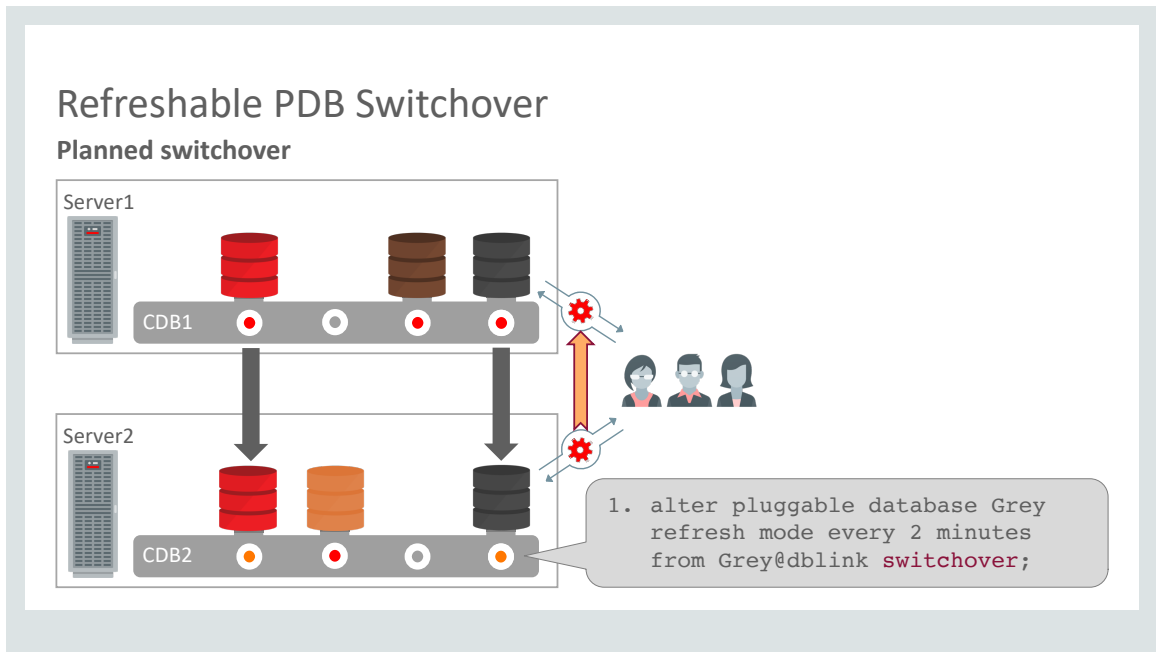 Refreshable PDB Switchover
Planned switchover
Server1
CDB1
Server2
CDB2
1. alter pluggable database Grey
refresh mode every 2 minutes
from Grey@dblink switchover;